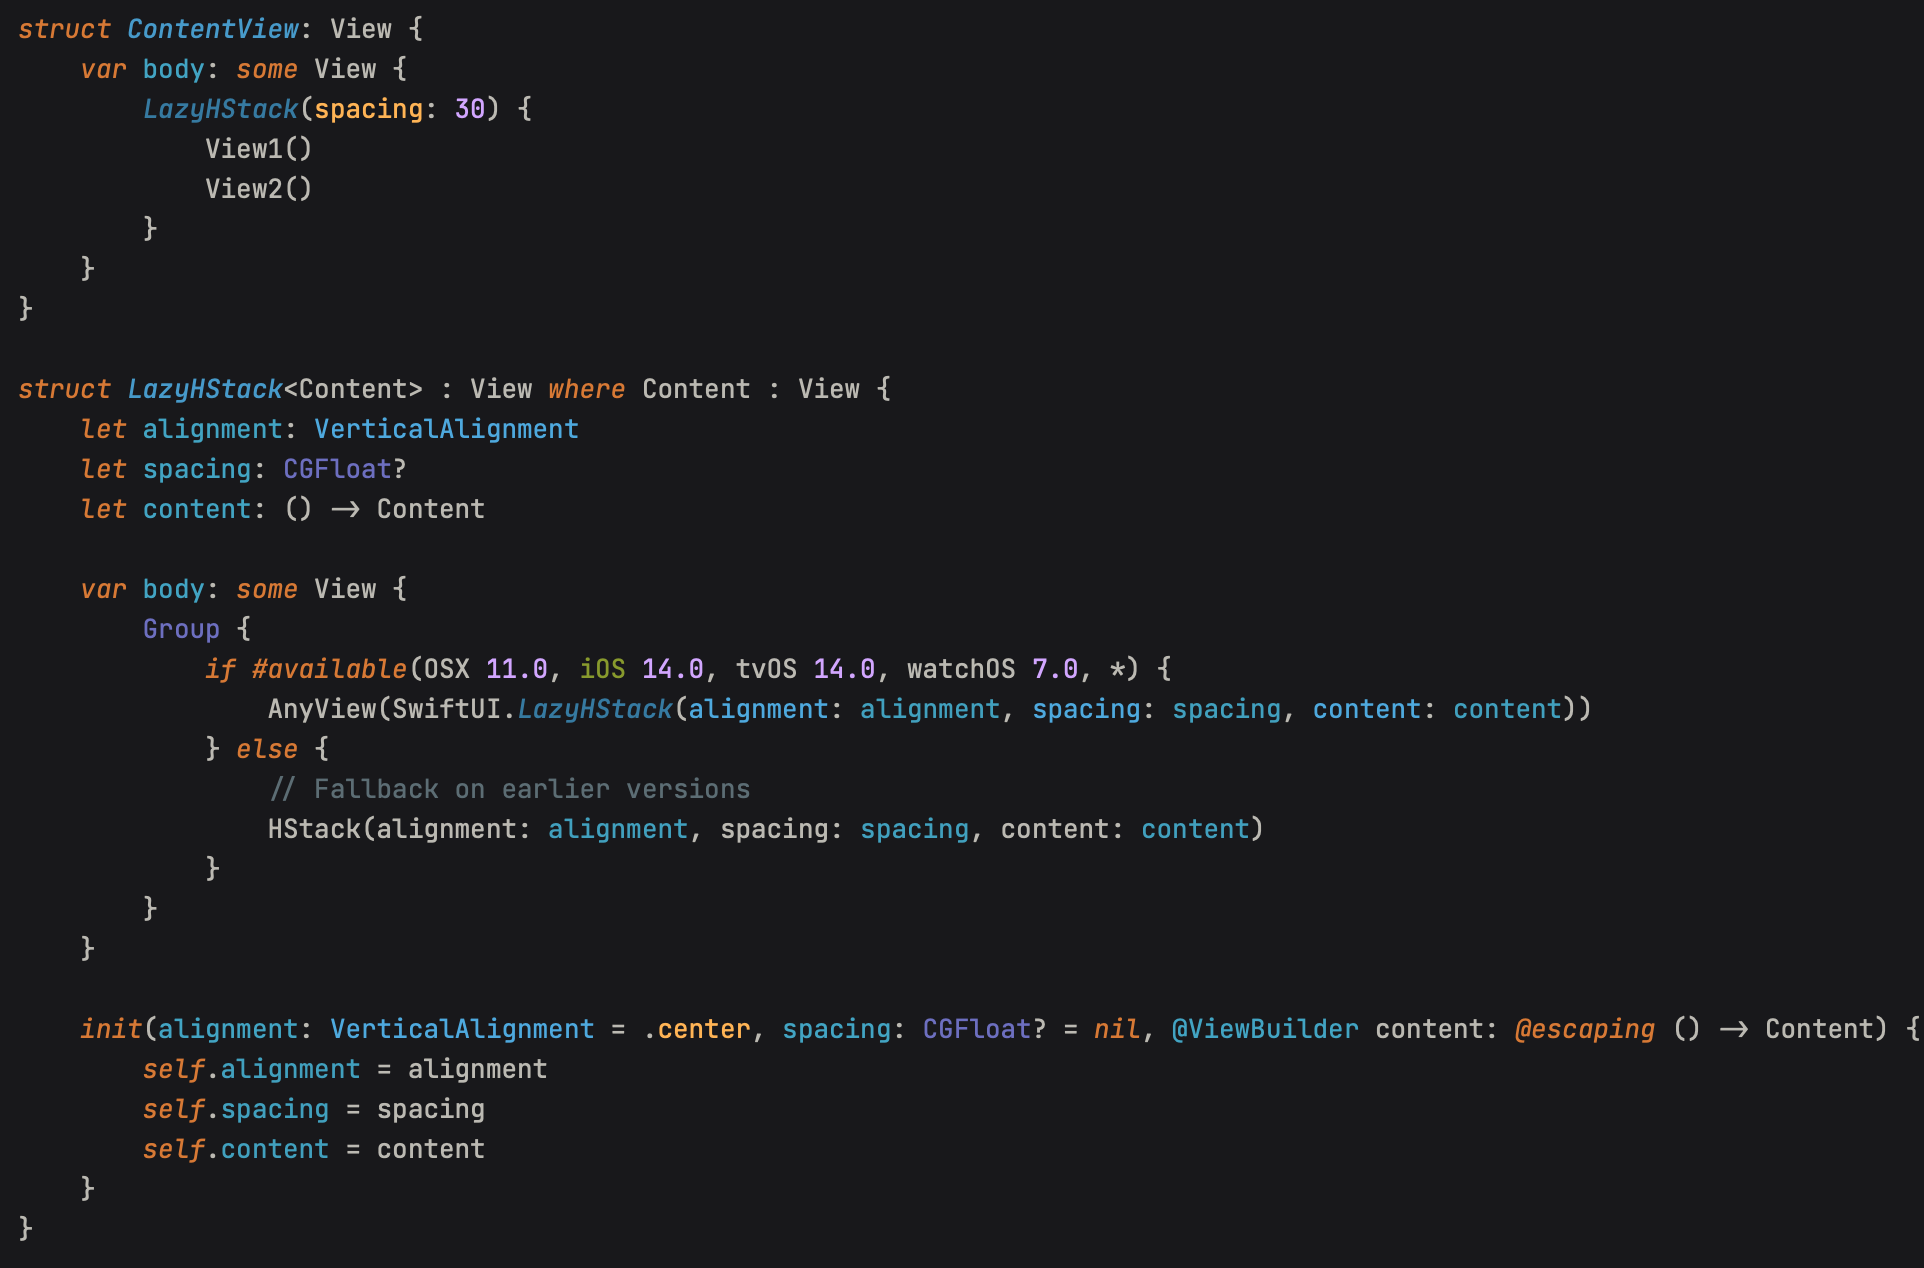 struct ContentView: View {
    var body: some View {
        LazyHStack(spacing: 30) {
            View1()
            View2()
        }
    }
}

struct LazyHStack<Content> : View where Content : View {
    let alignment: VerticalAlignment
    let spacing: CGFloat?
    let content: () -> Content

    var body: some View {
        Group {
            if #available(OSX 11.0, iOS 14.0, tvOS 14.0, watchOS 7.0, *) {
                AnyView(SwiftUI.LazyHStack(alignment: alignment, spacing: spacing, content: content))
            } else {
                // Fallback on earlier versions
                HStack(alignment: alignment, spacing: spacing, content: content)
            }
        }
    }

    init(alignment: VerticalAlignment = .center, spacing: CGFloat? = nil, @ViewBuilder content: @escaping () -> Content) {
        self.alignment = alignment
        self.spacing = spacing
        self.content = content
    }
}